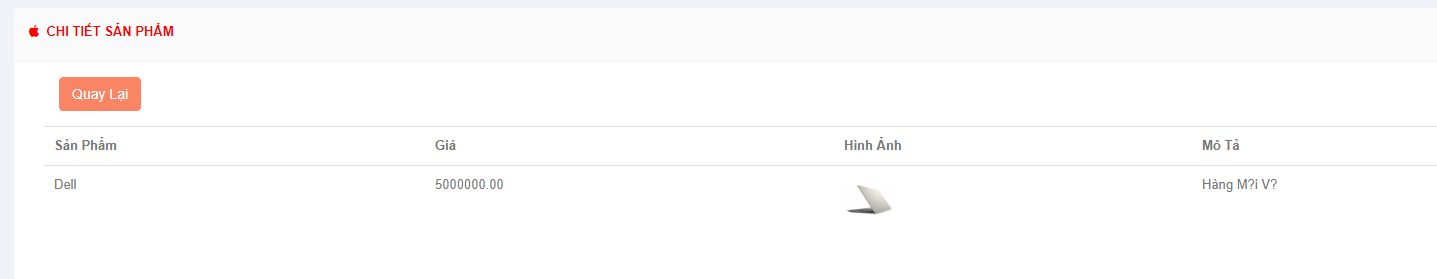 CHI TIẾT SẢN PHẨM
Quay Lại
Sản Phẩm Giá Hình Ảnh Mô Tả
Dell 5000000.00 Hàng M?i V?